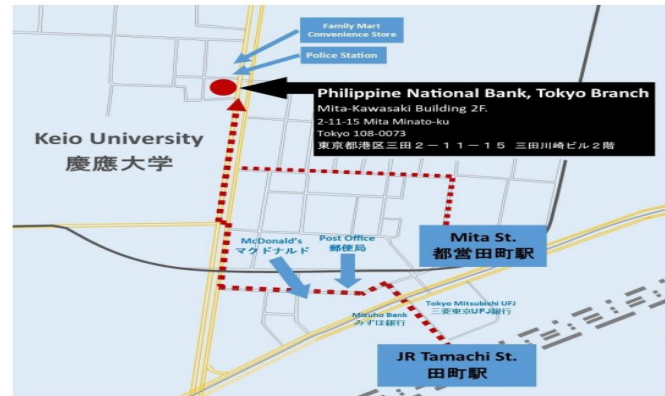 Family Mart
Convenience Store
Police Station
Philippine National Bank, Tokyo Branch
Mita-Kawasaki Building 2F.
2-11-15 Mita Minato-ku
Tokyo 108-0073
東京都港区三田2-11-15 三田川崎ビル2階
Keio University
慶應大学
McDonald's
マクドナルド
Post Office
郵便局
Mita St.
都営田町駅
Mizuho Bank
みずほ銀行
Tokyo Mitsubishi UFJ
三菱東京UFJ銀行
JR Tamachi St.
田町駅